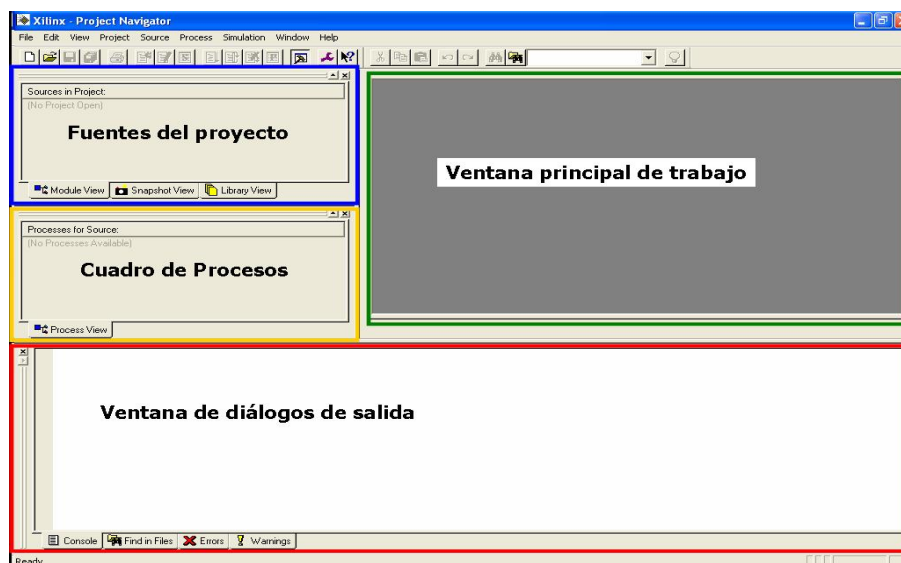 Xilinx - Project Navigator
File Edit View Project Source Process Simulation Window Help
Sources in Project:
(No Project Open)
Fuentes del proyecto
Module View Snapshot View Library View
Ventana principal de trabajo
Processes for Source:
(No Processes Available)
Cuadro de Procesos
Process View
Ventana de diálogos de salida
Console Find in Files Errors Warnings
Ready